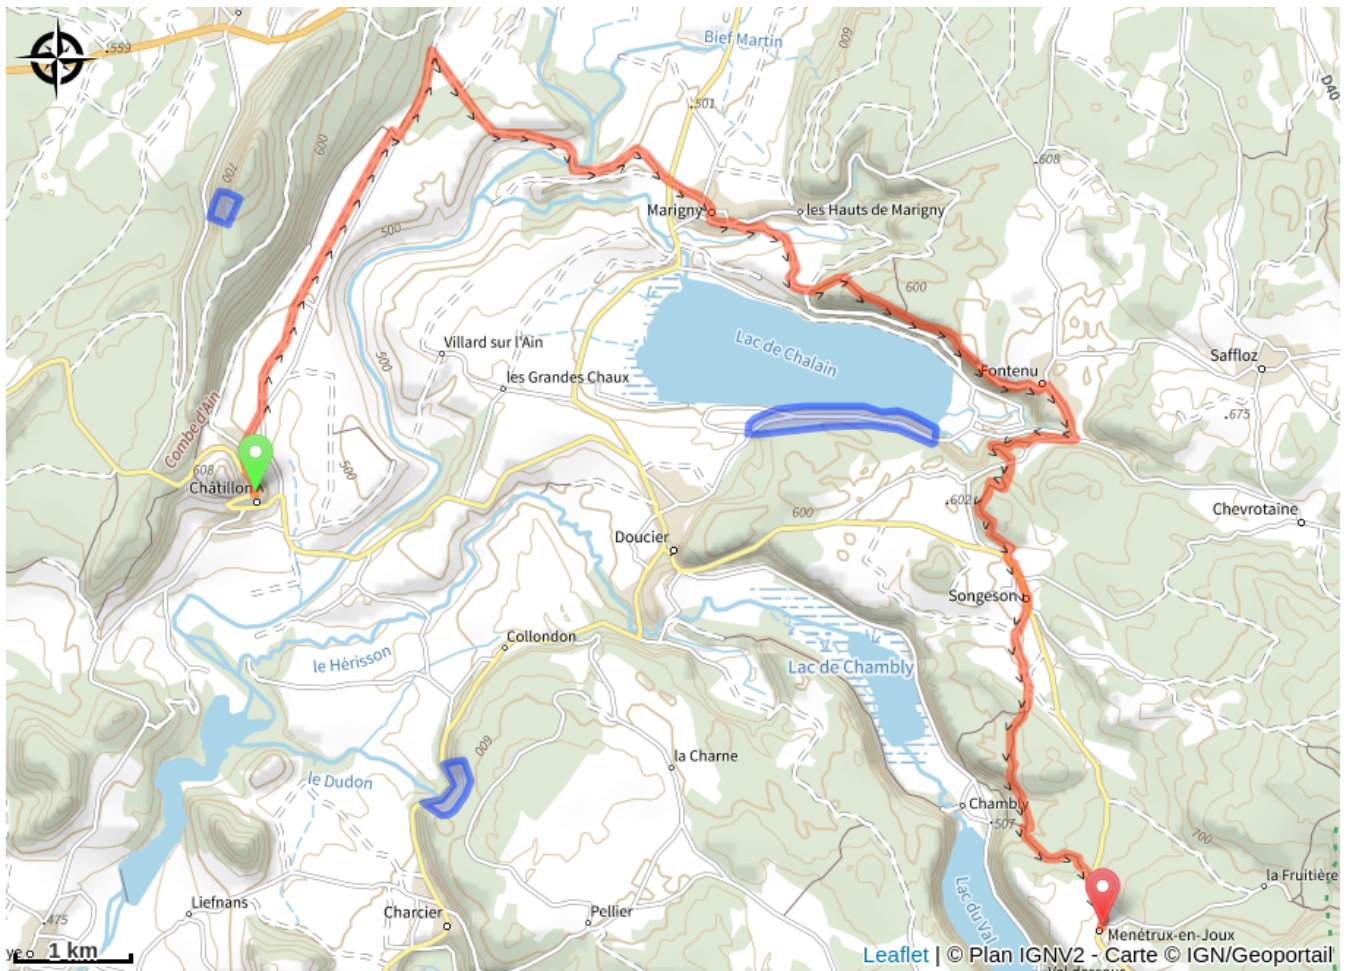 Bief Martin
600
559
D40
501
600
700
608
Marigny
les Hauts de Marigny
500
600
Lac de Chalain
Villard sur l'Ain
Saffloz
500
les Grandes Chaux
Fontenu
Combe d'Ain
675
608
500
Châtillon
602
Chevrotaine
600
Doucier
Songeson
Collondon
le Hérisson
Lac de Chambly
600
la Charne
le Dudon
Chambly
507
700
la Fruitière
Lac du Val
Liefnans
475
Charcier
Pellier
Menétrux-en-Joux
ye
1 km
Leaflet | © Plan IGNV2 - Carte © IGN/Geoportail